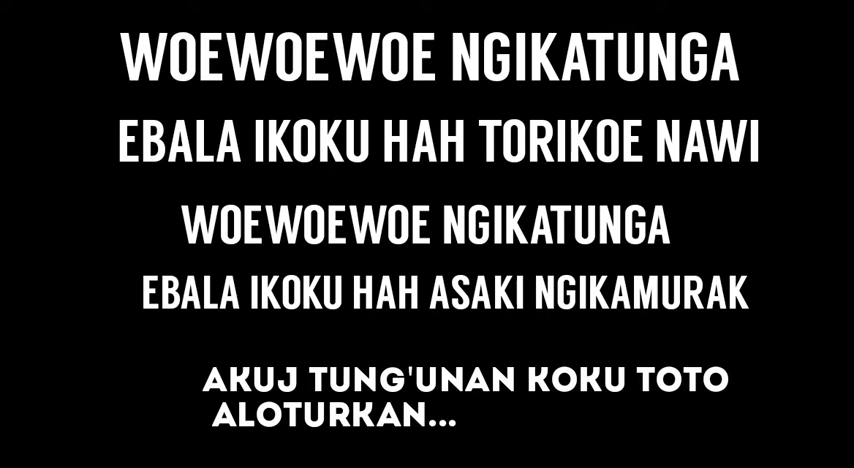 WOEWOEWOE NGIKATUNGA
EBALA IKOKU HAH TORIKOE NAWI
WOEWOEWOE NGIKATUNGA
EBALA IKOKU HAH ASAKI NGIKAMURAK
AKUJ TUNG'UNAN KOKU TOTO
ALOTURKAN...